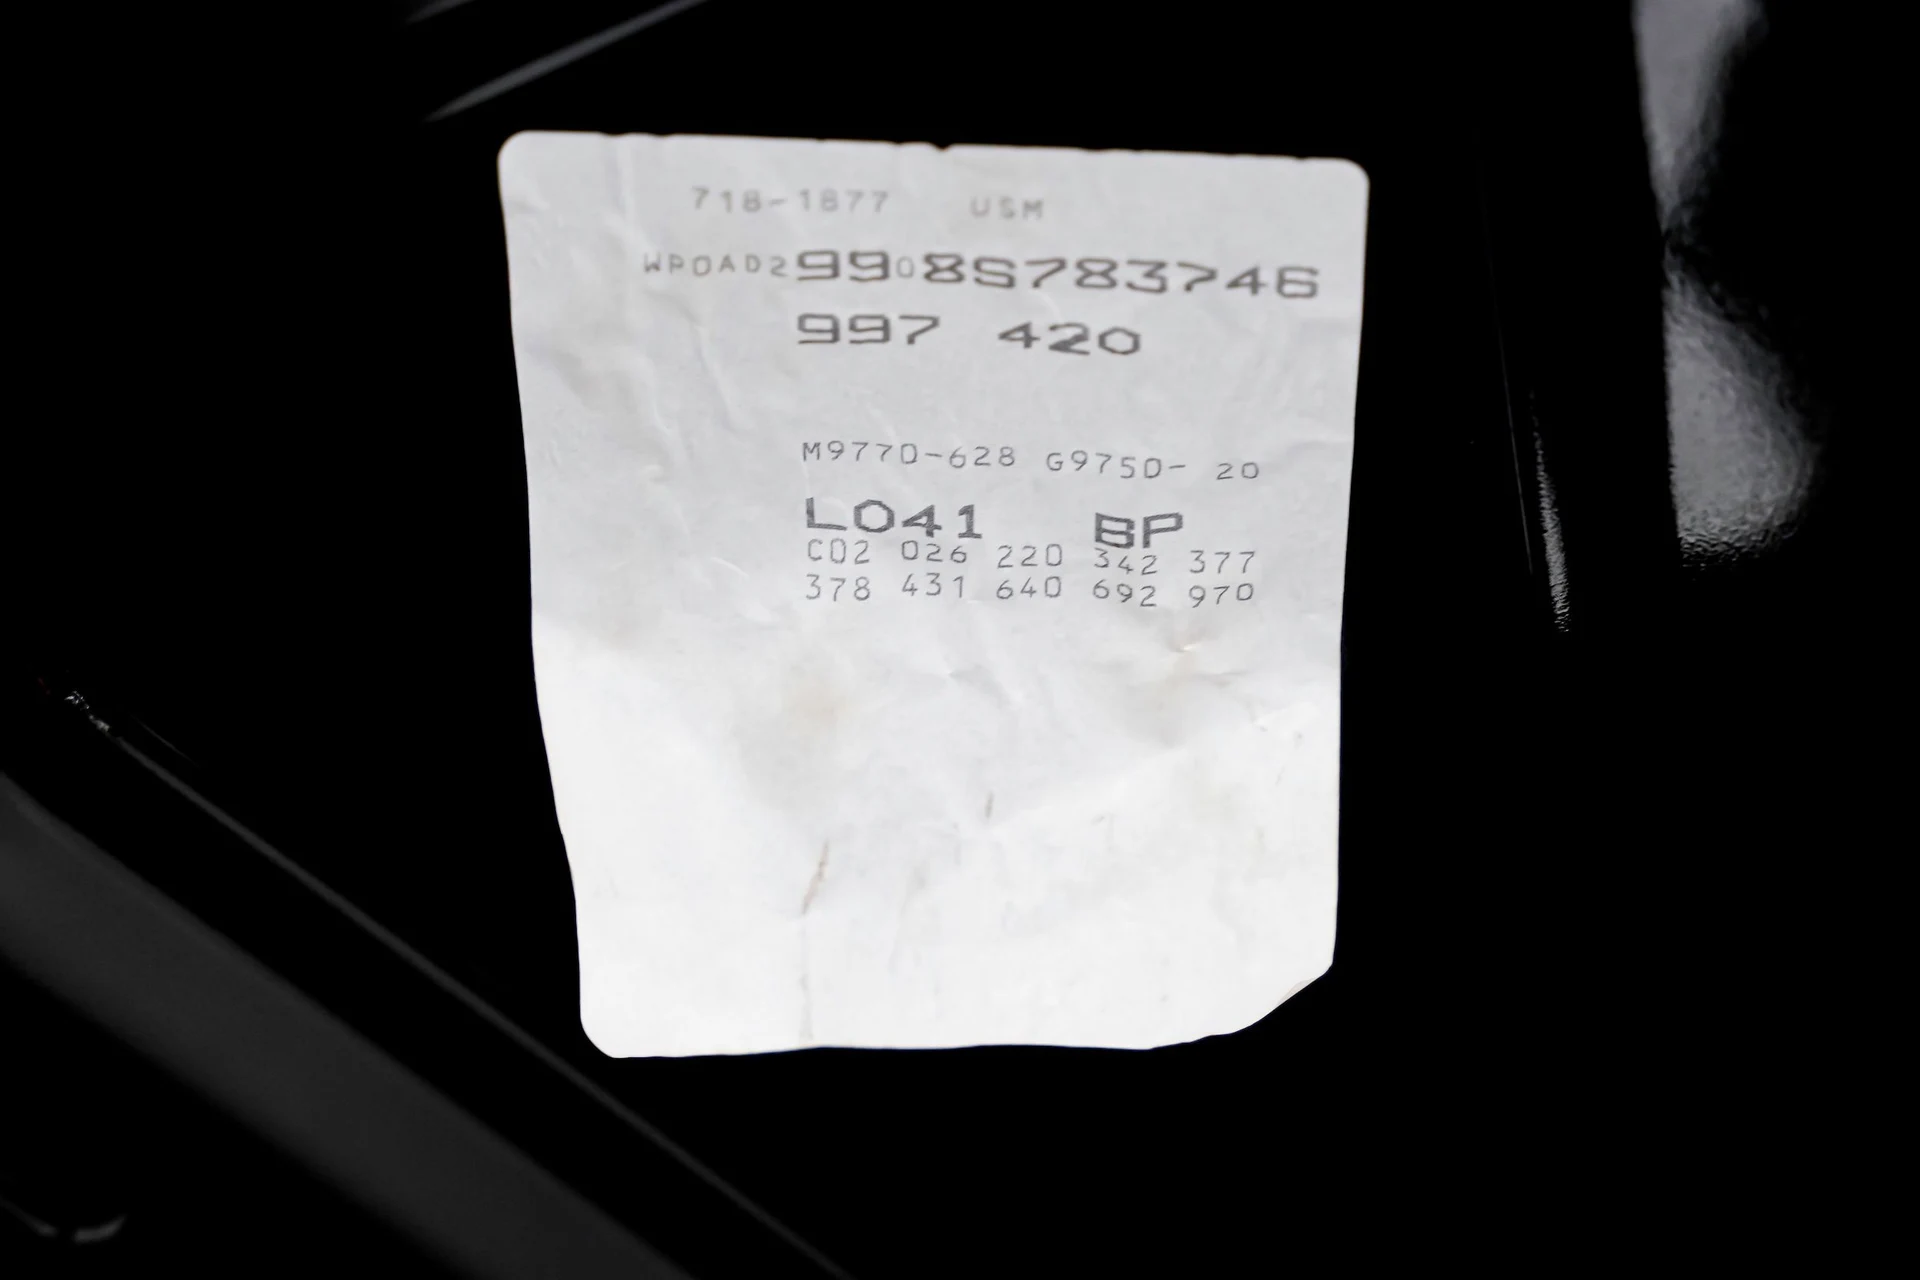 718-1877 USM
WP0AD29908S783746
997 420
M9770-628 G9750- 20
L041 BP
C02 026 220 342 377
378 431 640 692 970